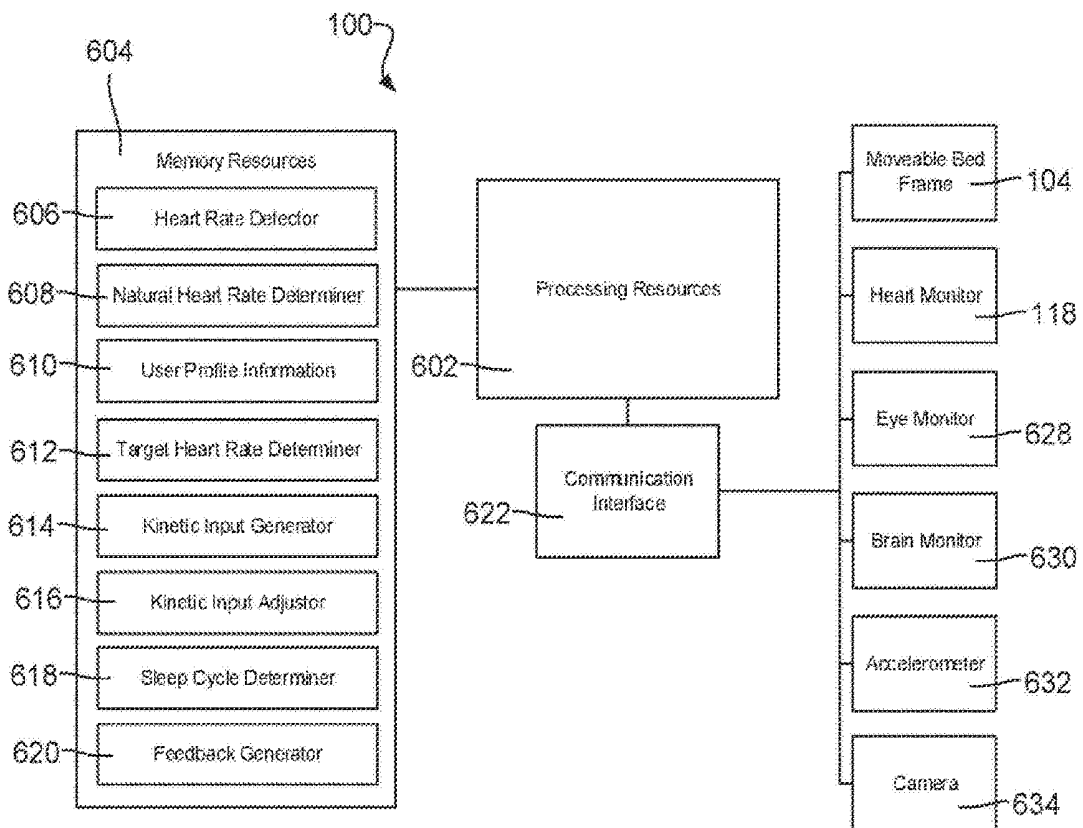 100
604
Memory Resources
606
Heart Rate Detector
608
Natural Heart Rate Determiner
610
User Profile Information
612
Target Heart Rate Determiner
614
Kinetic Input Generator
616
Kinetic Input Adjustor
618
Sleep Cycle Determiner
620
Feedback Generator
Processing Resources
602
Communication
Interface
622
Moveable Bed
Frame
104
Heart Monitor
118
Eye Monitor
628
Brain Monitor
630
Accelerometer
632
Camera
634